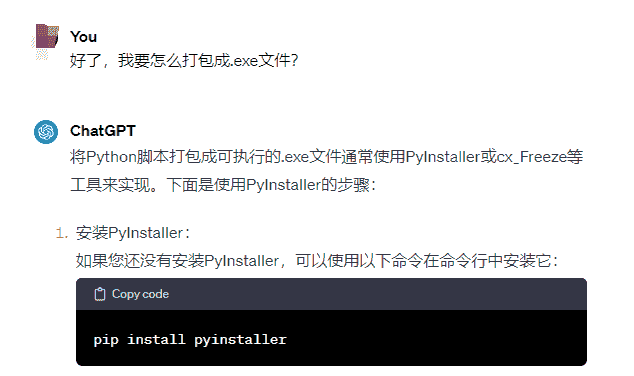 You
好了，我要怎么打包成.exe文件？
ChatGPT
将Python脚本打包成可执行的.exe文件通常使用PyInstaller或cx_Freeze等
工具来实现。下面是使用PyInstaller的步骤：
1. 安装PyInstaller：
如果您还没有安装PyInstaller，可以使用以下命令在命令行中安装它：
Copy code
pip install pyinstaller